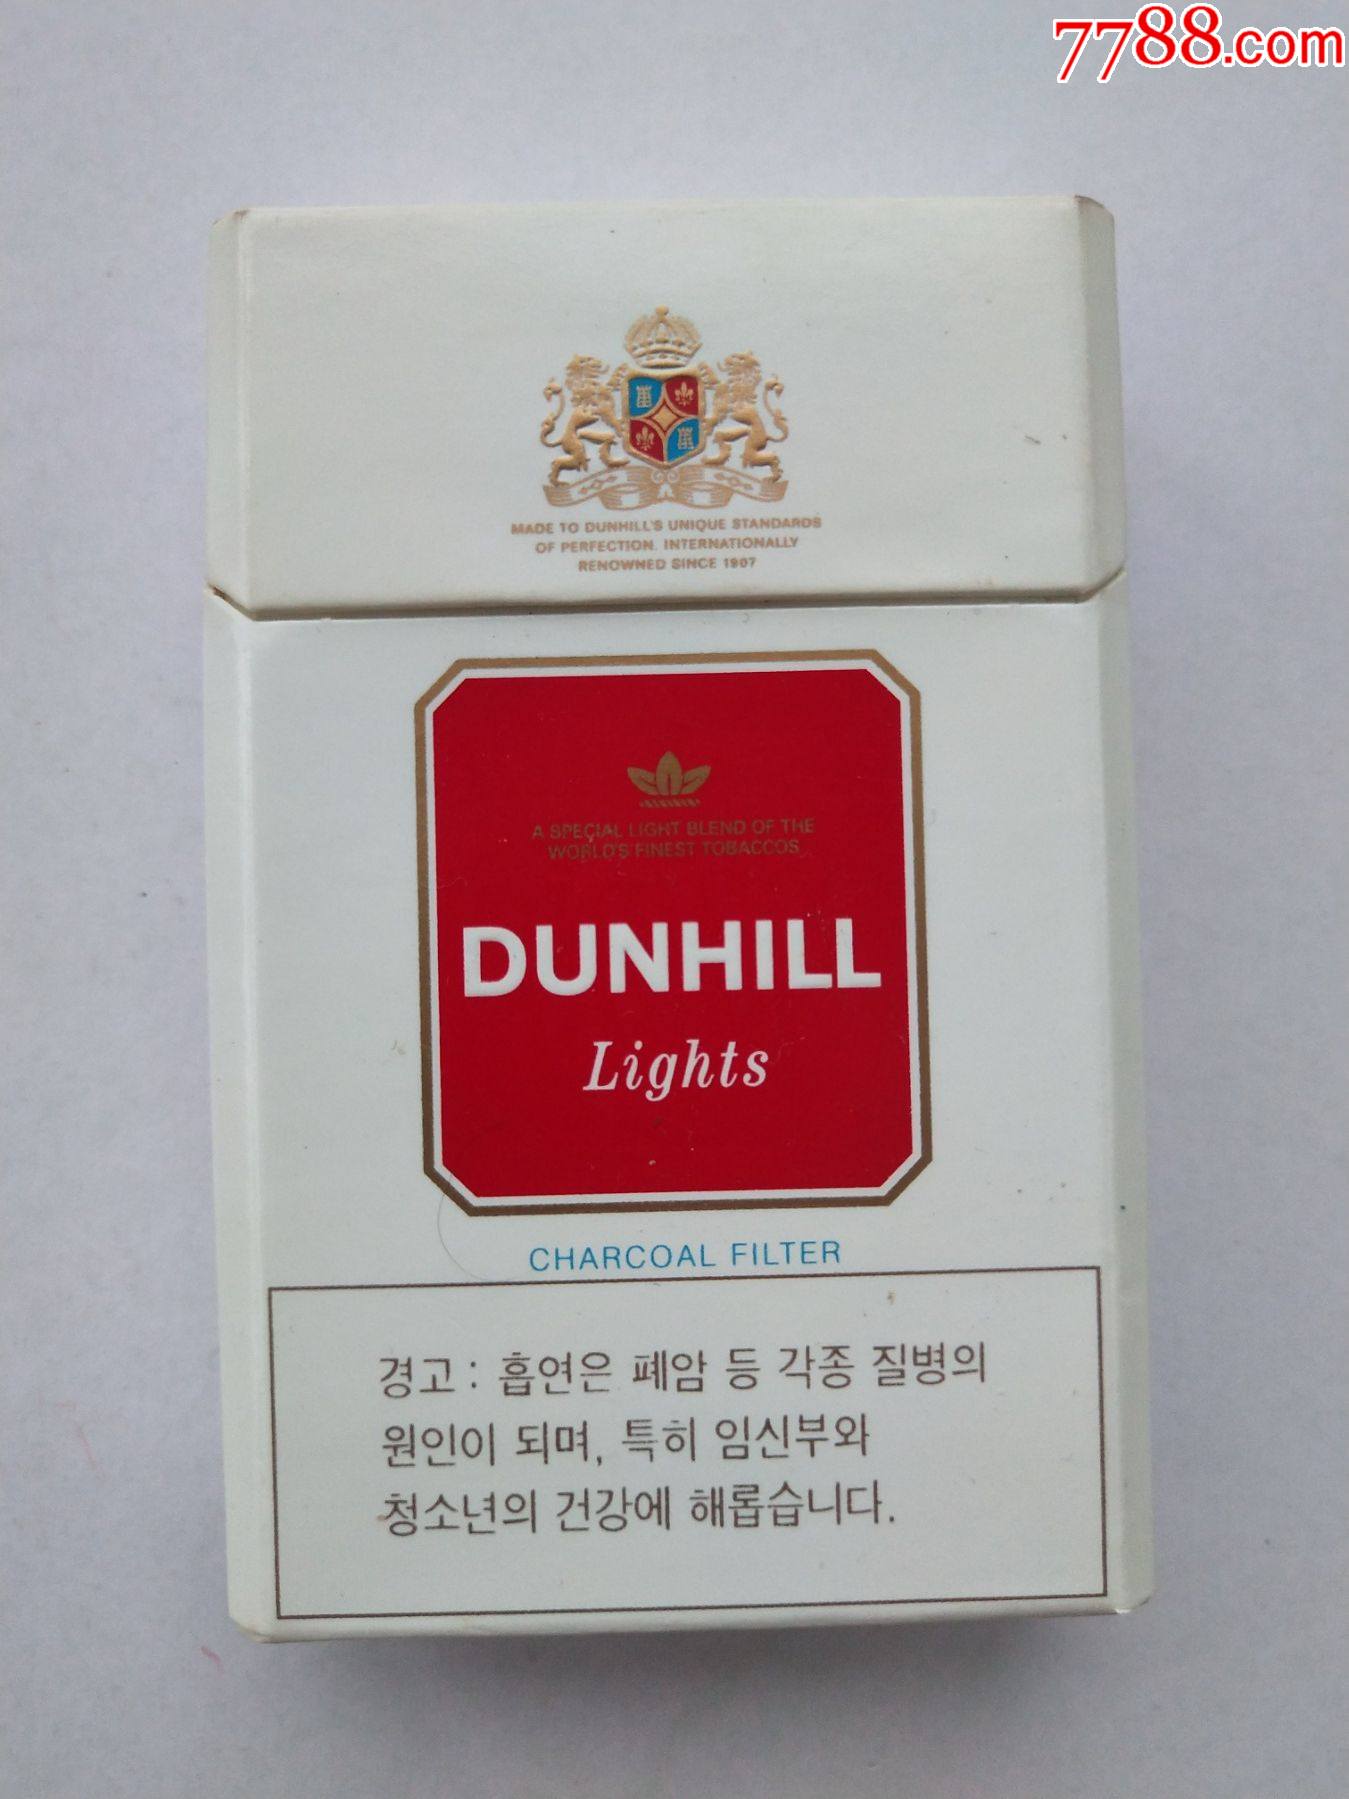 7788.com
MADE TO DUNHILL'S UNIQUE STANDARDS
OF PERFECTION. INTERNATIONALLY
RENOWNED SINCE 1907
A SPECIAL LIGHT BLEND OF THE
WORLD'S FINEST TOBACCOS
DUNHILL
Lights
CHARCOAL FILTER
경고 : 흡연은 폐암 등 각종 질병의
원인이 되며, 특히 임신부와
청소년의 건강에 해롭습니다.